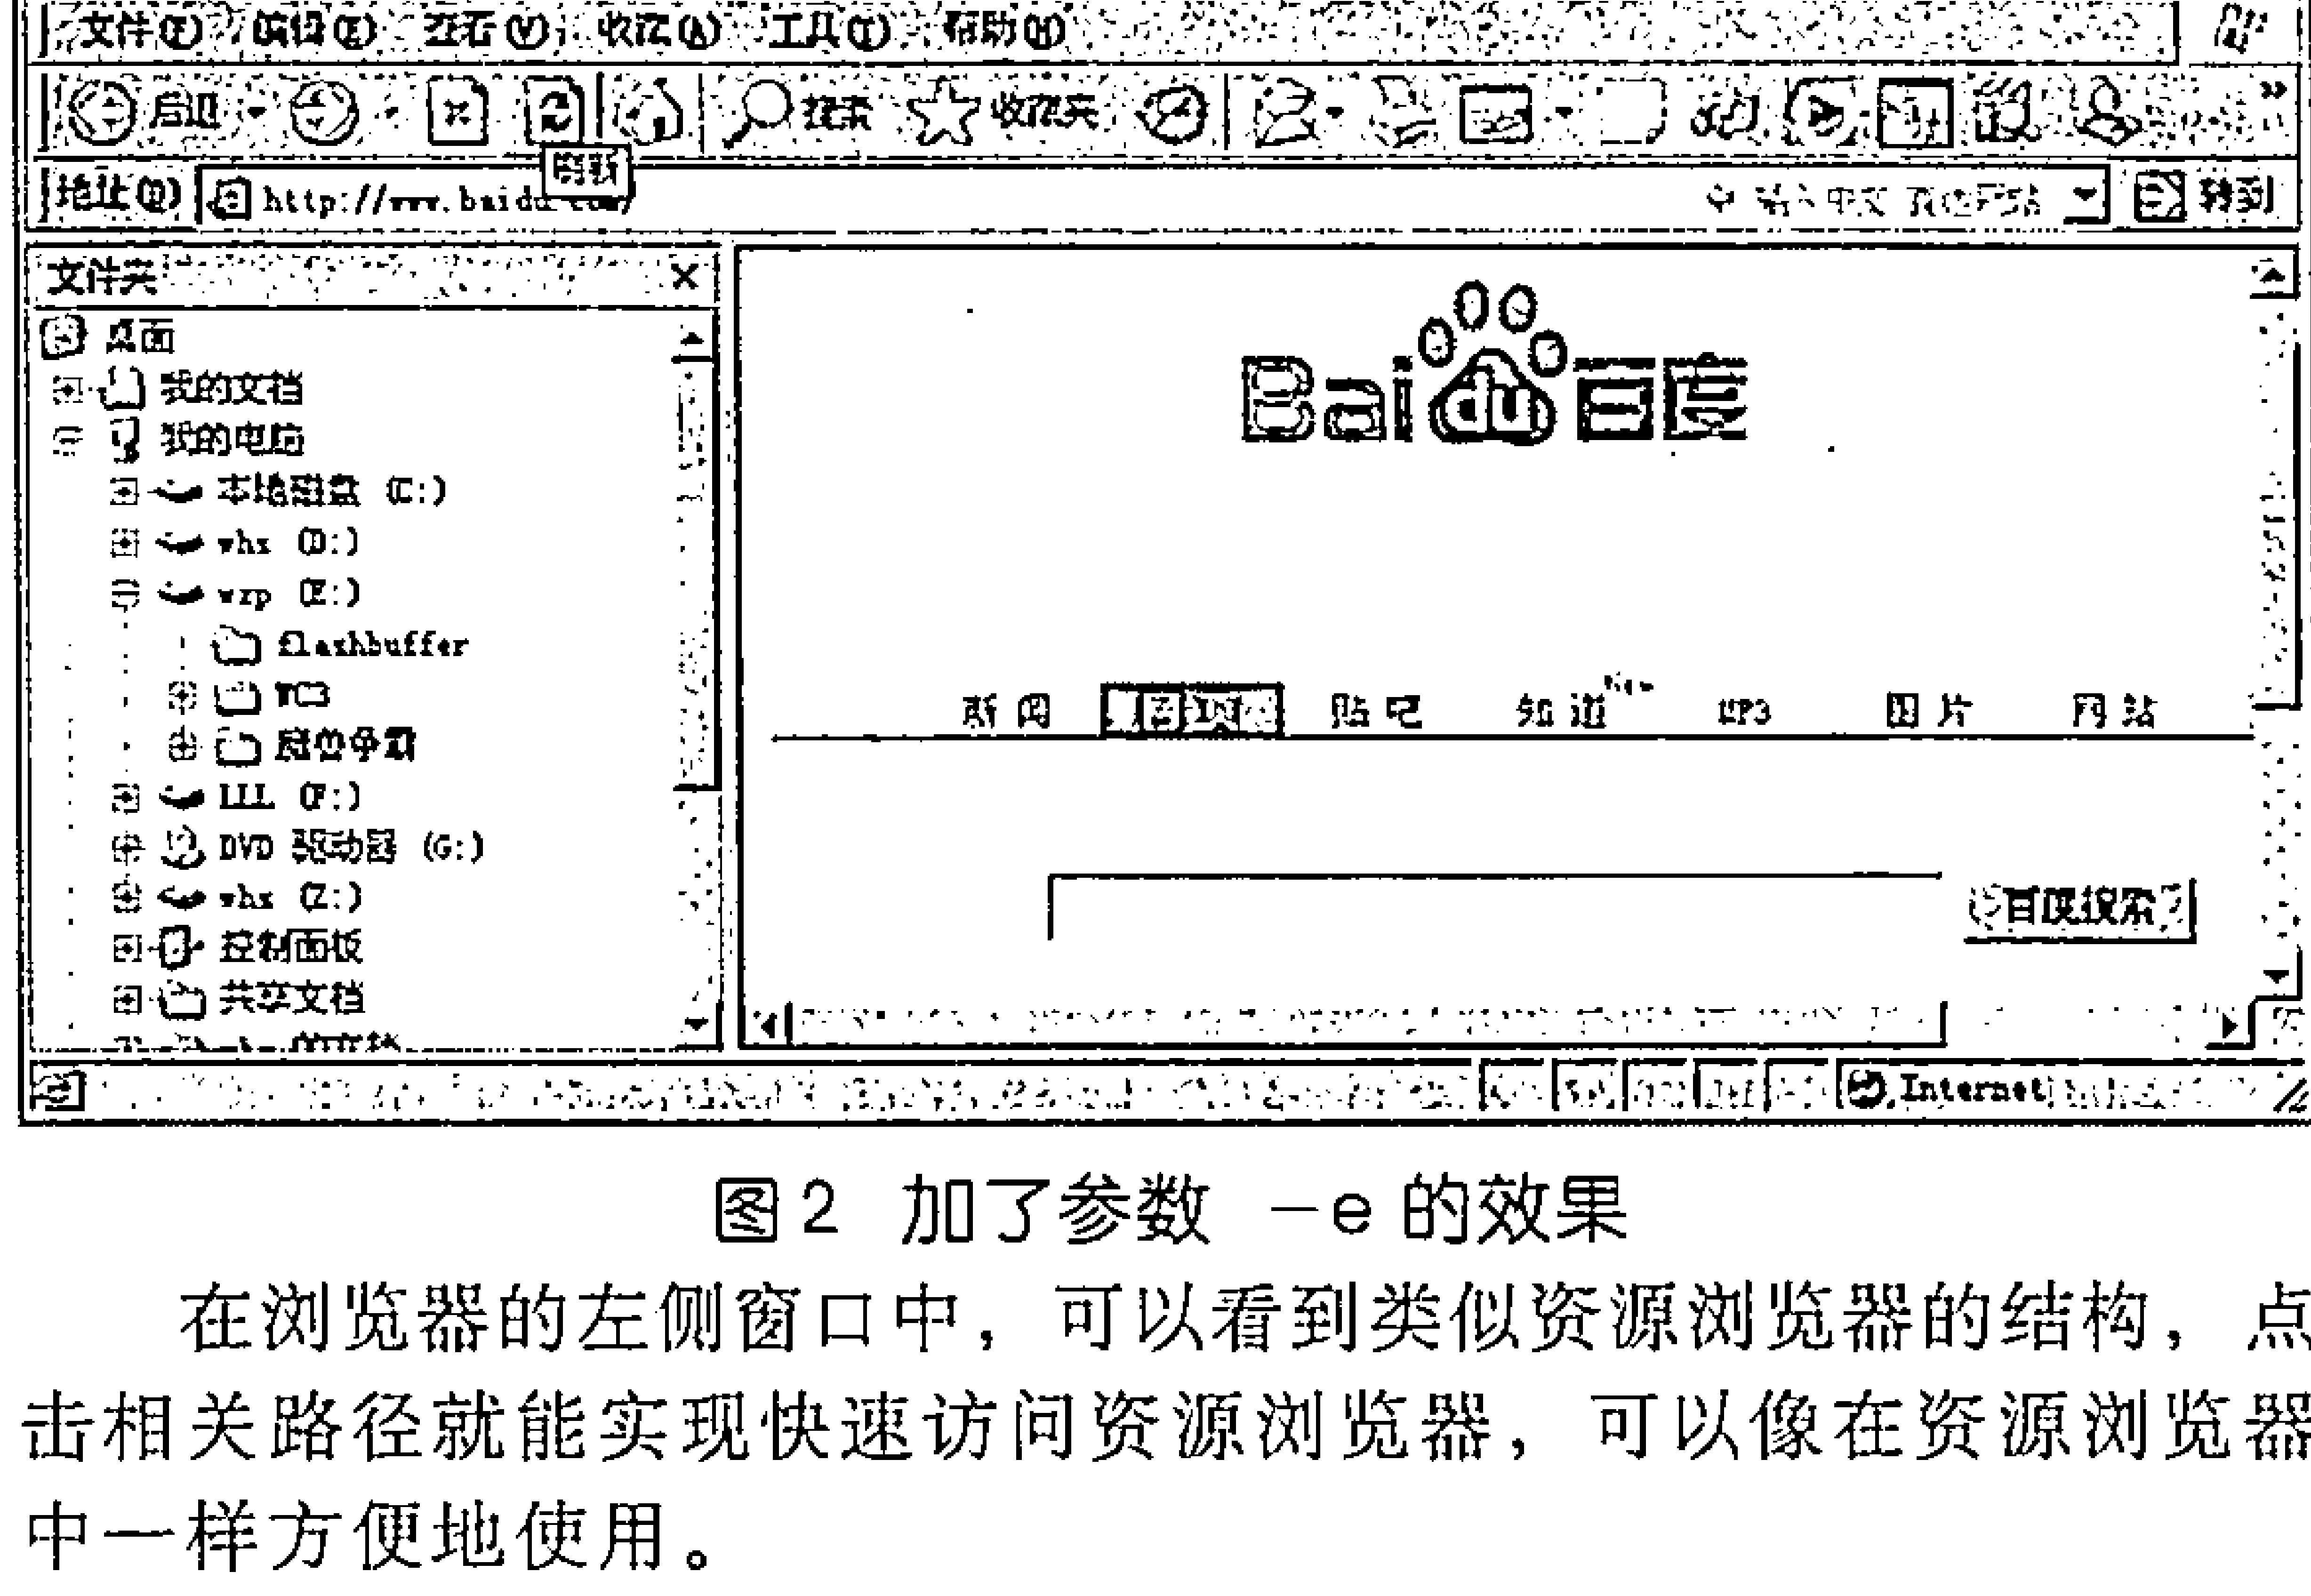 文件(F) 编辑(E) 查看(V) 收藏(A) 工具(T) 帮助(H)
后退 搜索 收藏夹
刷新
地址(D) http://www.baidu.com/ 转到
文件夹
桌面
我的文档
我的电脑
本地磁盘 (C:)
whx (D:)
wrp (E:)
flashbuffer
WC3
LLL (F:)
DVD 驱动器 (G:)
whx (Z:)
控制面板
共享文档
的文档
Baidu百度
新闻 网页 贴吧 知道 New MP3 图片 网站
百度搜索
Internet
图2 加了参数 -e 的效果
在浏览器的左侧窗口中，可以看到类似资源浏览器的结构，点
击相关路径就能实现快速访问资源浏览器，可以像在资源浏览器
中一样方便地使用。